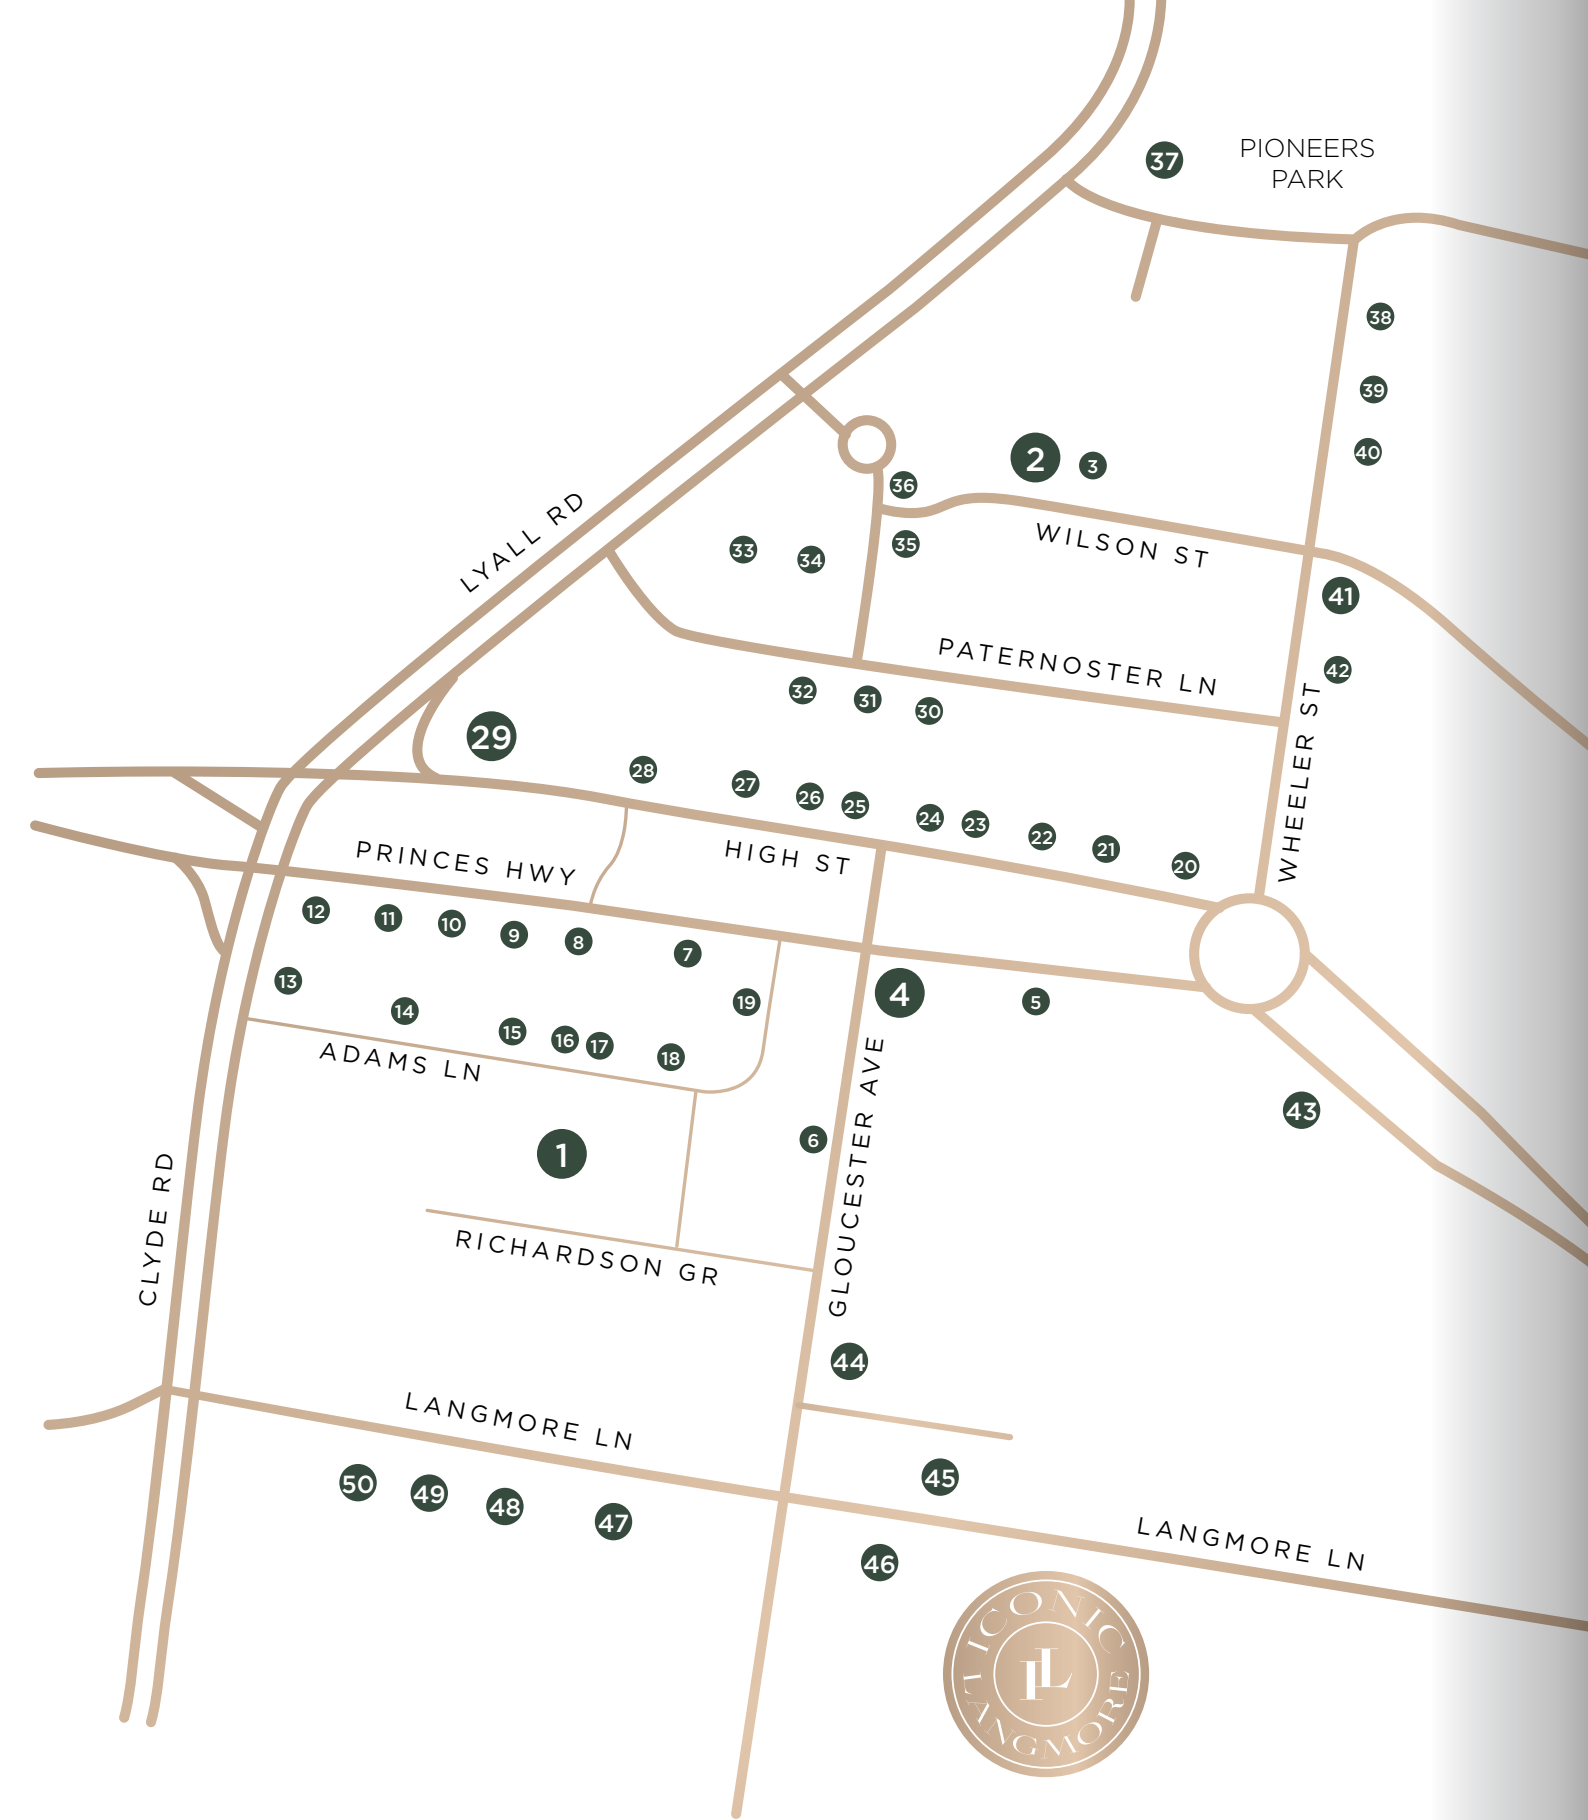 37
PIONEERS
PARK
38
39
40
2
3
36
LYALL RD
WILSON ST
35
33
34
41
PATERNOSTER LN
42
32
31
30
29
WHEELER ST
28
27
26
25
24
23
22
21
20
PRINCES HWY
HIGH ST
12
11
10
9
8
7
13
14
15
16
17
18
19
4
5
ADAMS LN
GLOUCESTER AVE
43
1
6
CLYDE RD
RICHARDSON GR
44
LANGMORE LN
45
50
49
48
47
46
LANGMORE LN
ICONIC
IL
LANGMORE